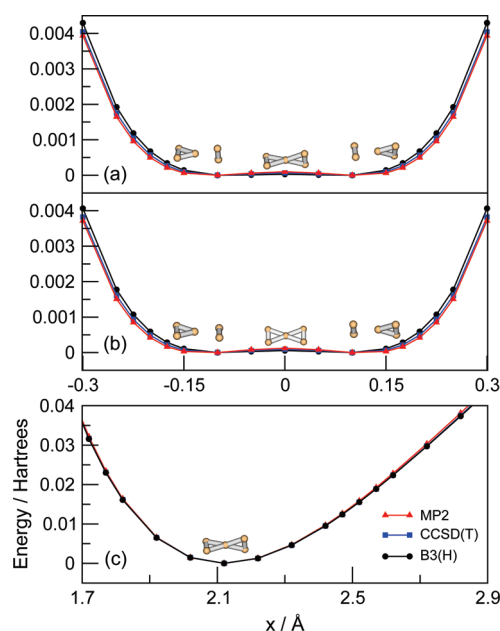 0.004
0.003
0.002
0.001
0
(a)
0.004
0.003
0.002
0.001
0
(b)
-0.3 -0.15 0 0.15 0.3
Energy / Hartrees
0.04
0.03
0.02
0.01
0
(c)
MP2
CCSD(T)
B3(H)
1.7 2.1 2.5 2.9
x / Å